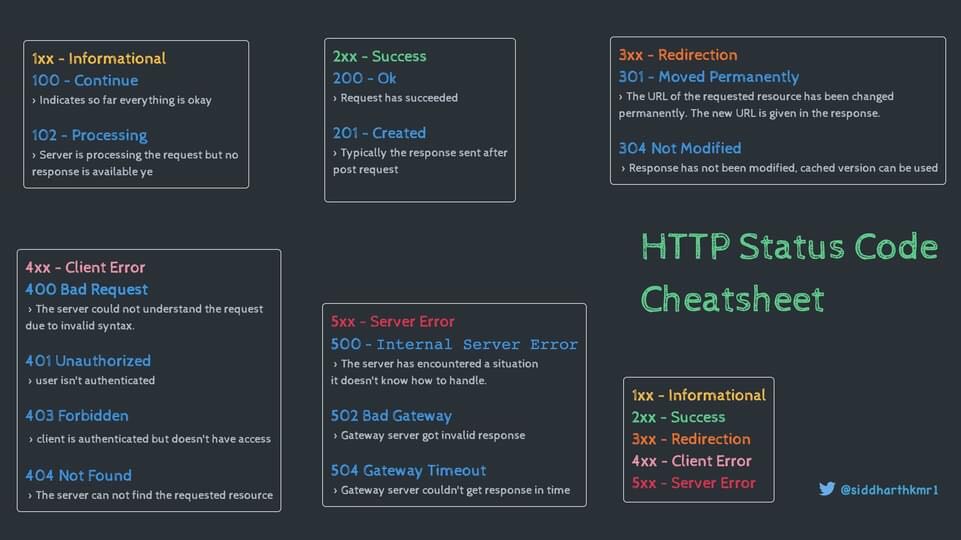 1xx - Informational
100 - Continue
› Indicates so far everything is okay
102 - Processing
› Server is processing the request but no
response is available ye
2xx - Success
200 - Ok
› Request has succeeded
201 - Created
› Typically the response sent after
post request
3xx - Redirection
301 - Moved Permanently
› The URL of the requested resource has been changed
permanently. The new URL is given in the response.
304 Not Modified
› Response has not been modified, cached version can be used
HTTP Status Code
Cheatsheet
4xx - Client Error
400 Bad Request
› The server could not understand the request
due to invalid syntax.
401 Unauthorized
› user isn't authenticated
403 Forbidden
› client is authenticated but doesn't have access
404 Not Found
› The server can not find the requested resource
5xx - Server Error
500 - Internal Server Error
› The server has encountered a situation
it doesn't know how to handle.
502 Bad Gateway
› Gateway server got invalid response
504 Gateway Timeout
› Gateway server couldn't get response in time
1xx - Informational
2xx - Success
3xx - Redirection
4xx - Client Error
5xx - Server Error
@siddharthkmr1